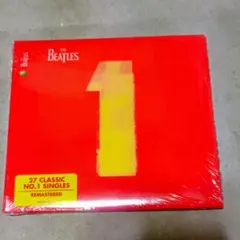 THE
BEATLES
1
27 CLASSIC
NO.1 SINGLES
REMASTERED